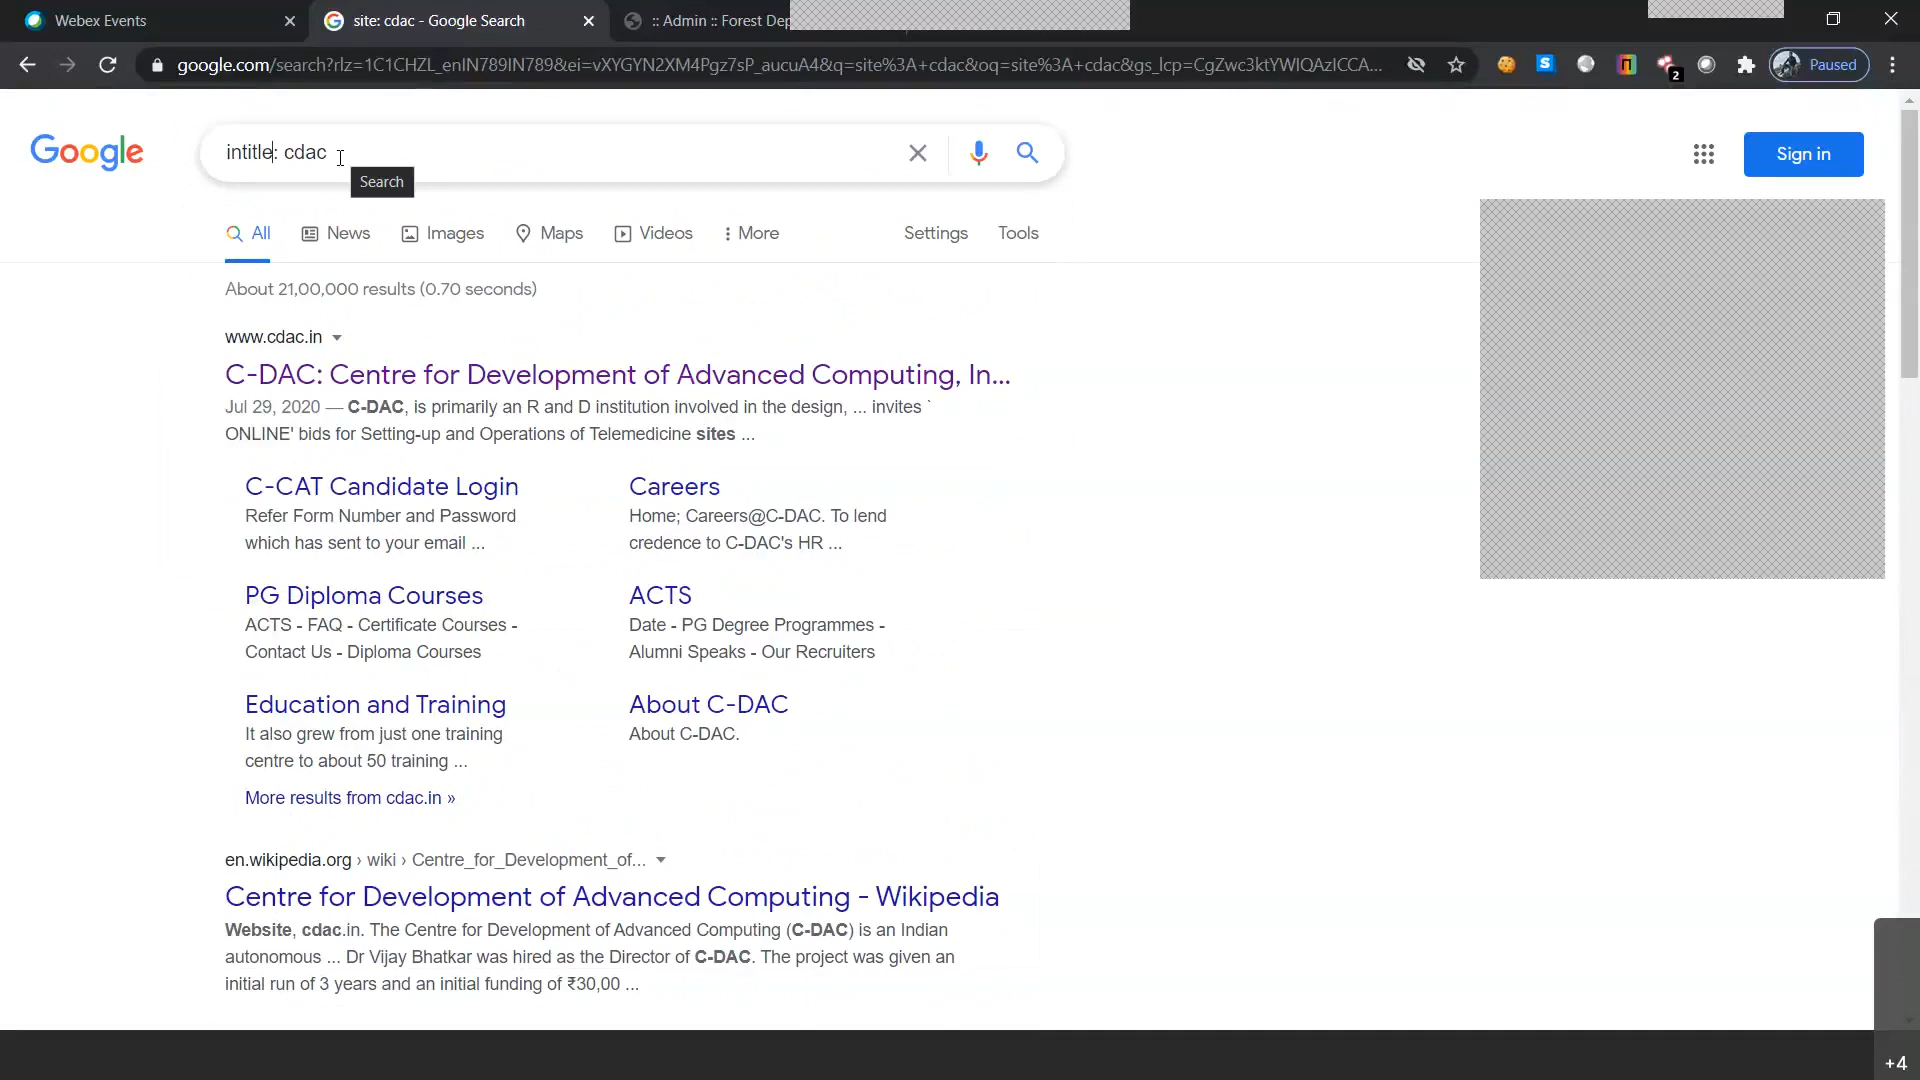 Webex Events
site: cdac - Google Search
:: Admin :: Forest Dep
google.com/search?rlz=1C1CHZL_enIN789IN789&ei=vXYGYN2XM4Pgz7sP_aucuA4&q=site%3A+cdac&oq=site%3A+cdac&gs_lcp=CgZwc3ktYWIQAzICCA...
2
Paused
Google
intitle: cdac
Search
Sign in
All
News
Images
Maps
Videos
More
Settings
Tools
About 21,00,000 results (0.70 seconds)
www.cdac.in
C-DAC: Centre for Development of Advanced Computing, In...
Jul 29, 2020 — C-DAC, is primarily an R and D institution involved in the design, ... invites `
ONLINE' bids for Setting-up and Operations of Telemedicine sites ...
C-CAT Candidate Login
Refer Form Number and Password
which has sent to your email ...
Careers
Home; Careers@C-DAC. To lend
credence to C-DAC's HR ...
PG Diploma Courses
ACTS - FAQ - Certificate Courses -
Contact Us - Diploma Courses
ACTS
Date - PG Degree Programmes -
Alumni Speaks - Our Recruiters
Education and Training
It also grew from just one training
centre to about 50 training ...
About C-DAC
About C-DAC.
More results from cdac.in »
en.wikipedia.org › wiki › Centre_for_Development_of...
Centre for Development of Advanced Computing - Wikipedia
Website, cdac.in. The Centre for Development of Advanced Computing (C-DAC) is an Indian
autonomous ... Dr Vijay Bhatkar was hired as the Director of C-DAC. The project was given an
initial run of 3 years and an initial funding of ₹30,00 ...
+4